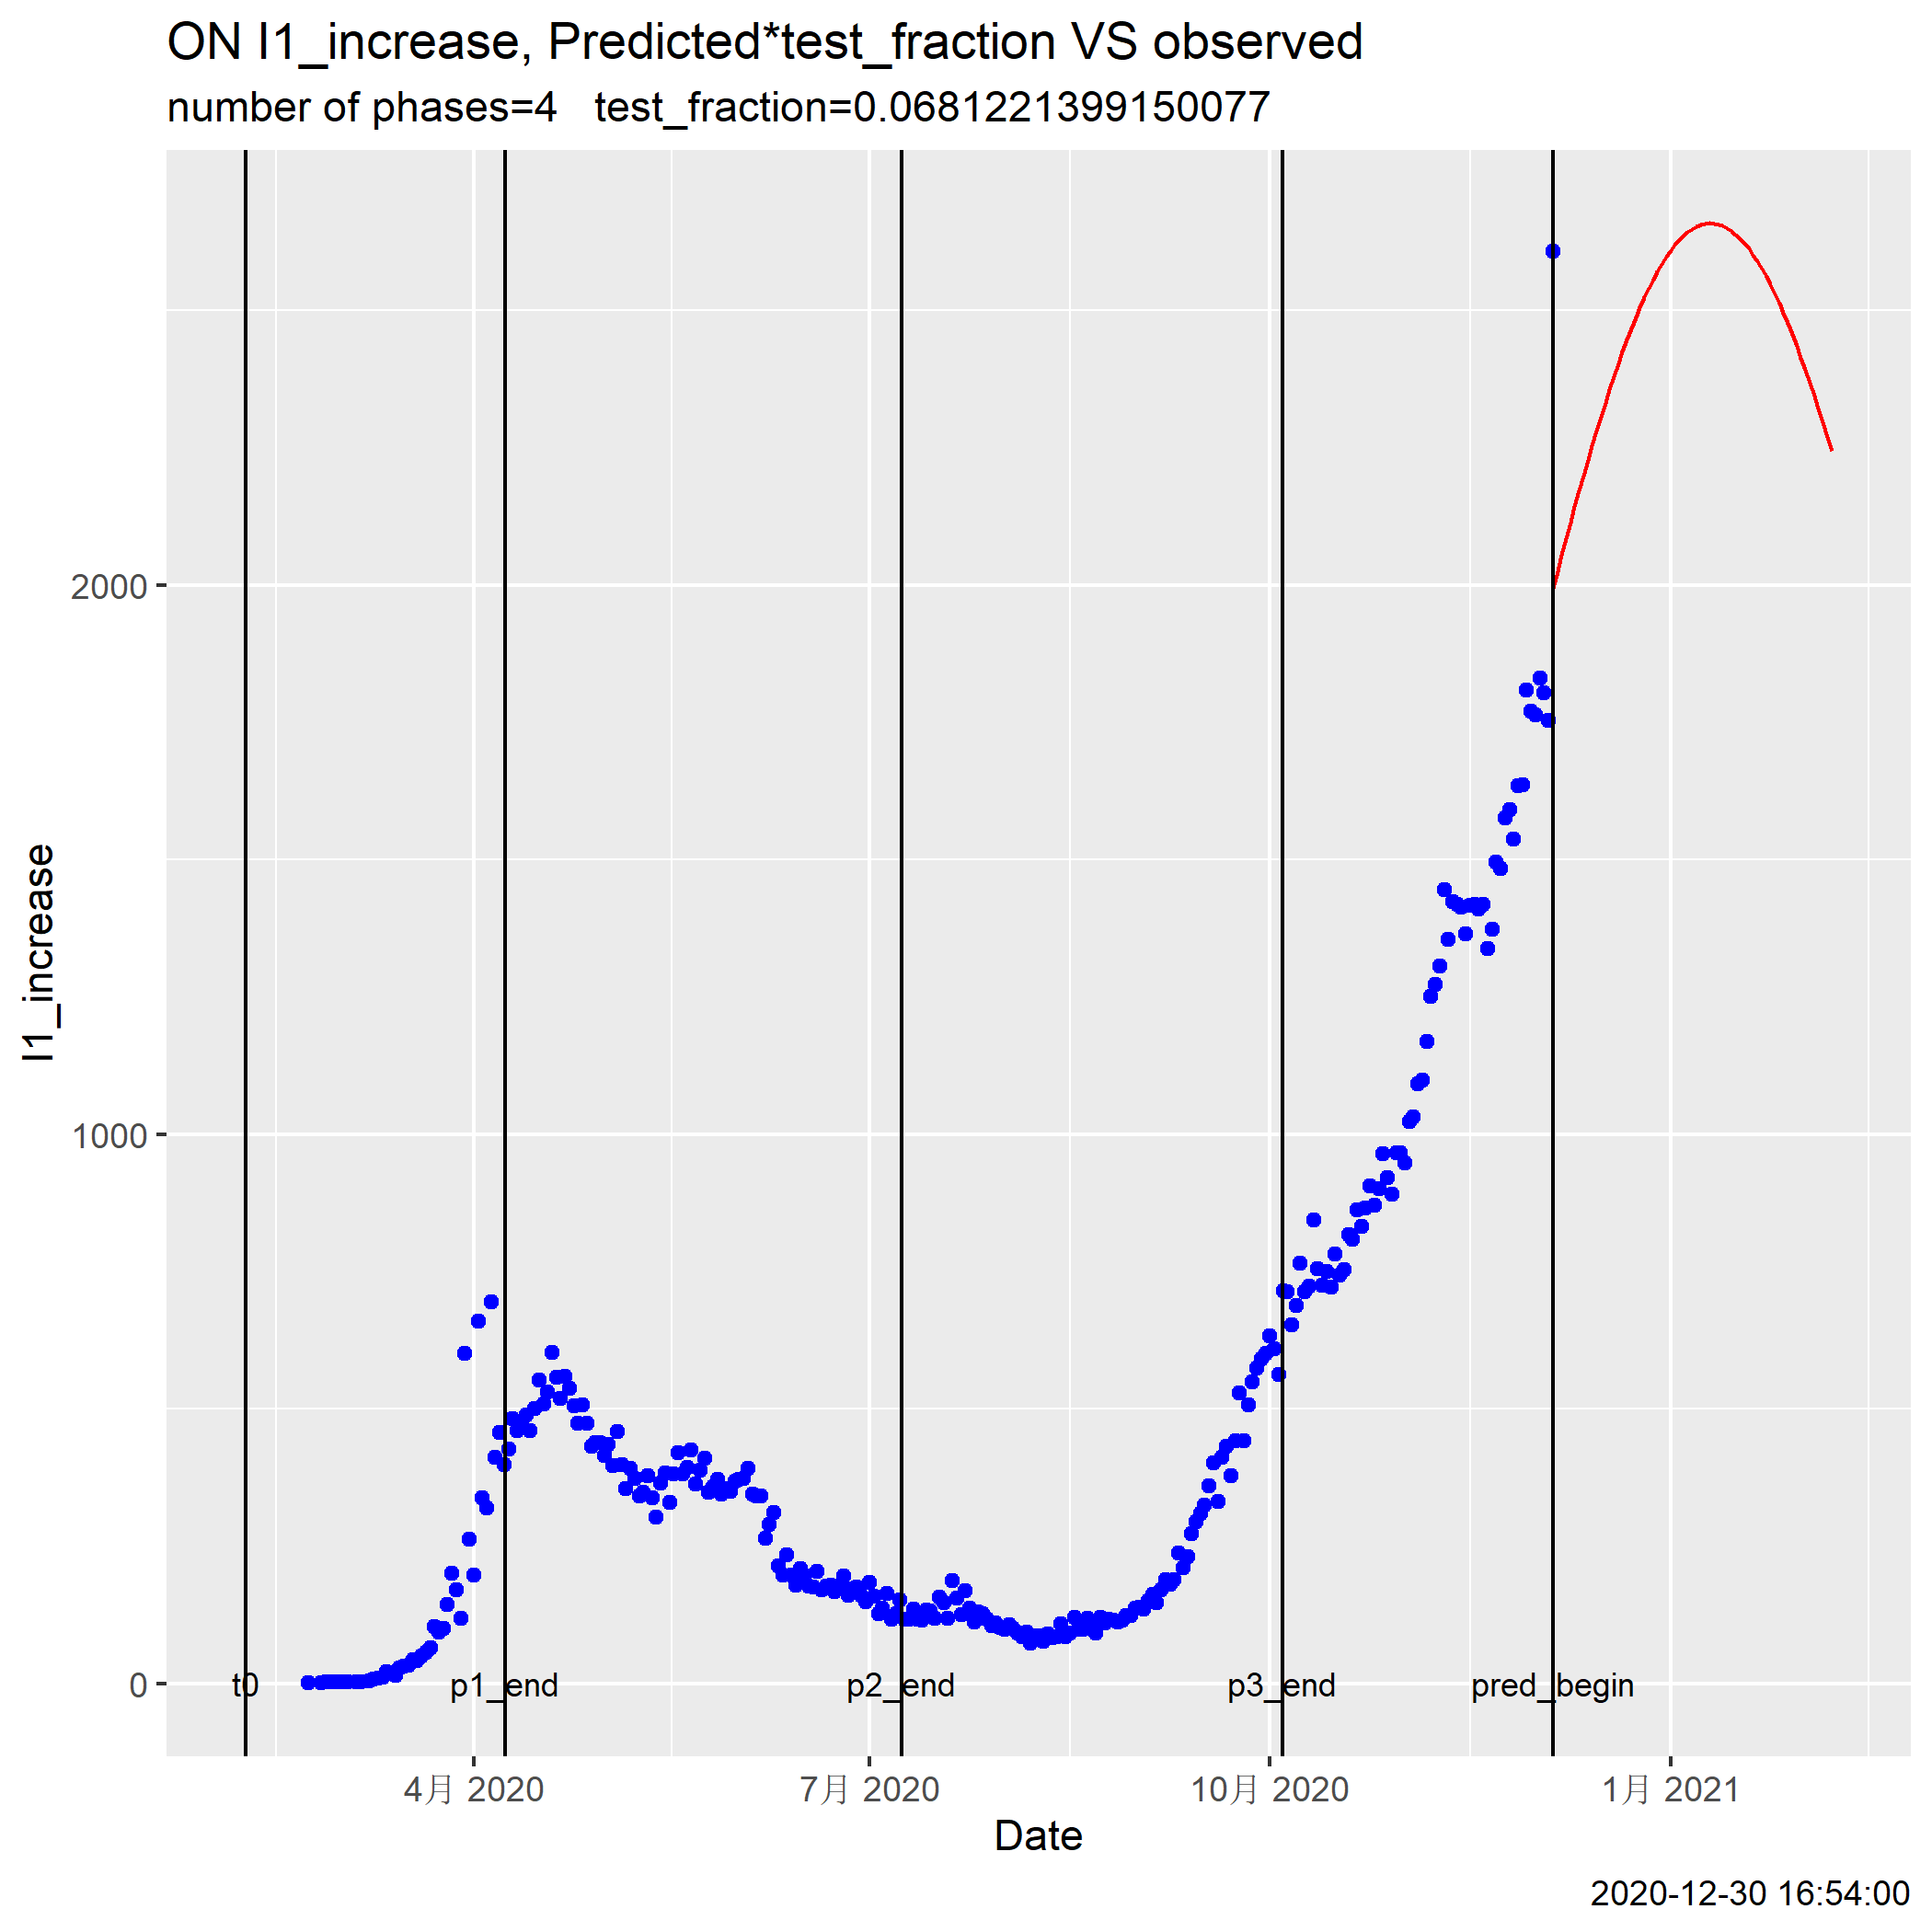 ON I1_increase, Predicted*test_fraction VS observed
number of phases=4   test_fraction=0.0681221399150077
I1_increase
2000
1000
0
t0
p1_end
p2_end
p3_end
pred_begin
4月 2020
7月 2020
10月 2020
1月 2021
Date
2020-12-30 16:54:00